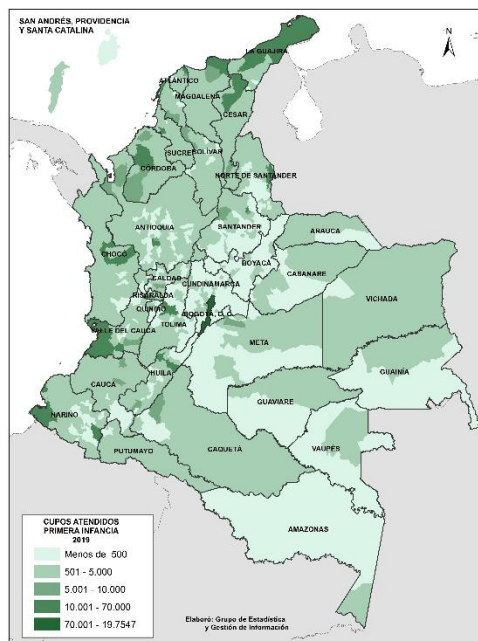 SAN ANDRÉS, PROVIDENCIA
Y SANTA CATALINA
N
LA GUAJIRA
ATLÁNTICO
MAGDALENA
CESAR
SUCRE
BOLÍVAR
CÓRDOBA
NORTE DE SANTANDER
ANTIOQUIA
SANTANDER
ARAUCA
CHOCÓ
BOYACÁ
CASANARE
CALDAS
CUNDINAMARCA
VICHADA
RISARALDA
QUINDÍO
BOGOTÁ, D. C.
TOLIMA
VALLE DEL CAUCA
META
GUAINÍA
HUILA
CAUCA
GUAVIARE
NARIÑO
VAUPÉS
CAQUETÁ
PUTUMAYO
AMAZONAS
CUPOS ATENDIDOS
PRIMERA INFANCIA
2019
Menos de 500
501 - 5.000
5.001 - 10.000
10.001 - 70.000
70.001 - 19.7547
Elaboró: Grupo de Estadística
y Gestión de Información